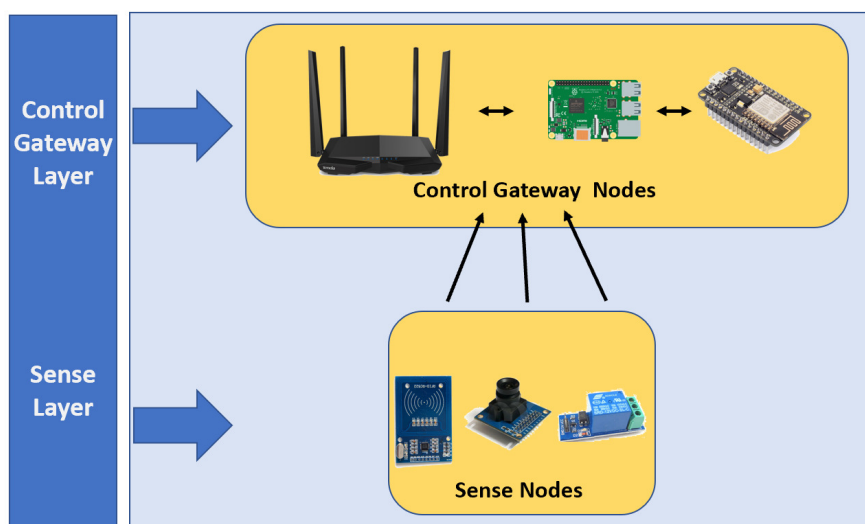 Control
Gateway
Layer
Control Gateway Nodes
Sense
Layer
Sense Nodes